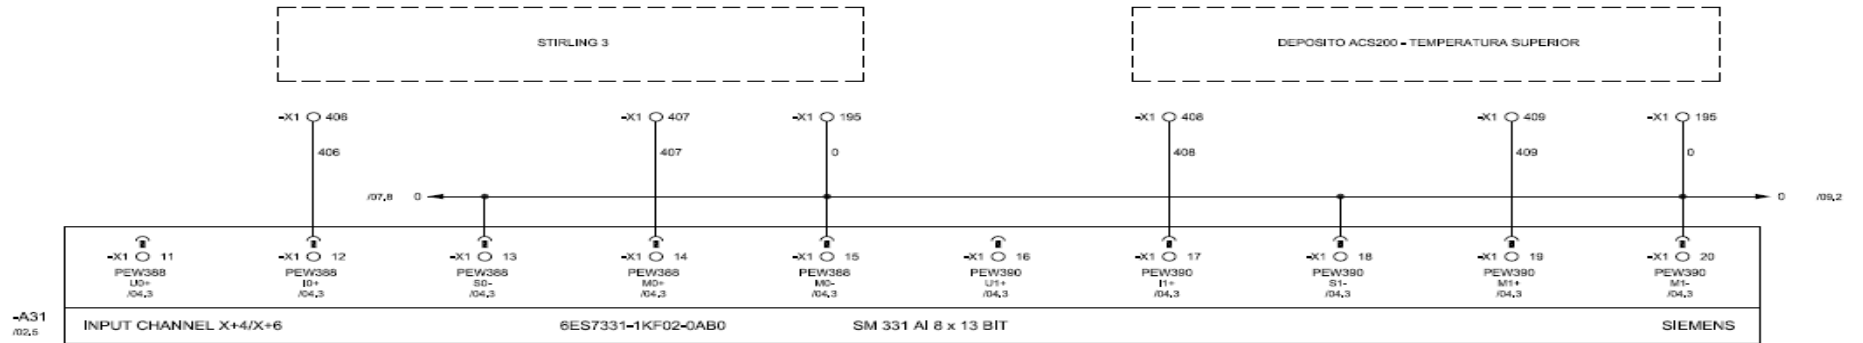 STIRLING 3
DEPOSITO ACS200 - TEMPERATURA SUPERIOR
-X1 406
-X1 407
-X1 195
-X1 408
-X1 409
-X1 195
406
407
0
408
409
0
/07.8 0
0 /09.2
-X1 11
-X1 12
-X1 13
-X1 14
-X1 15
-X1 16
-X1 17
-X1 18
-X1 19
-X1 20
PEW388
PEW388
PEW388
PEW388
PEW388
PEW390
PEW390
PEW390
PEW390
PEW390
U0+
I0+
S0-
M0+
M0-
U1+
I1+
S1-
M1+
M1-
/04.3
/04.3
/04.3
/04.3
/04.3
/04.3
/04.3
/04.3
/04.3
/04.3
-A31
/02.5
INPUT CHANNEL X+4/X+6
6ES7331-1KF02-0AB0
SM 331 AI 8 x 13 BIT
SIEMENS